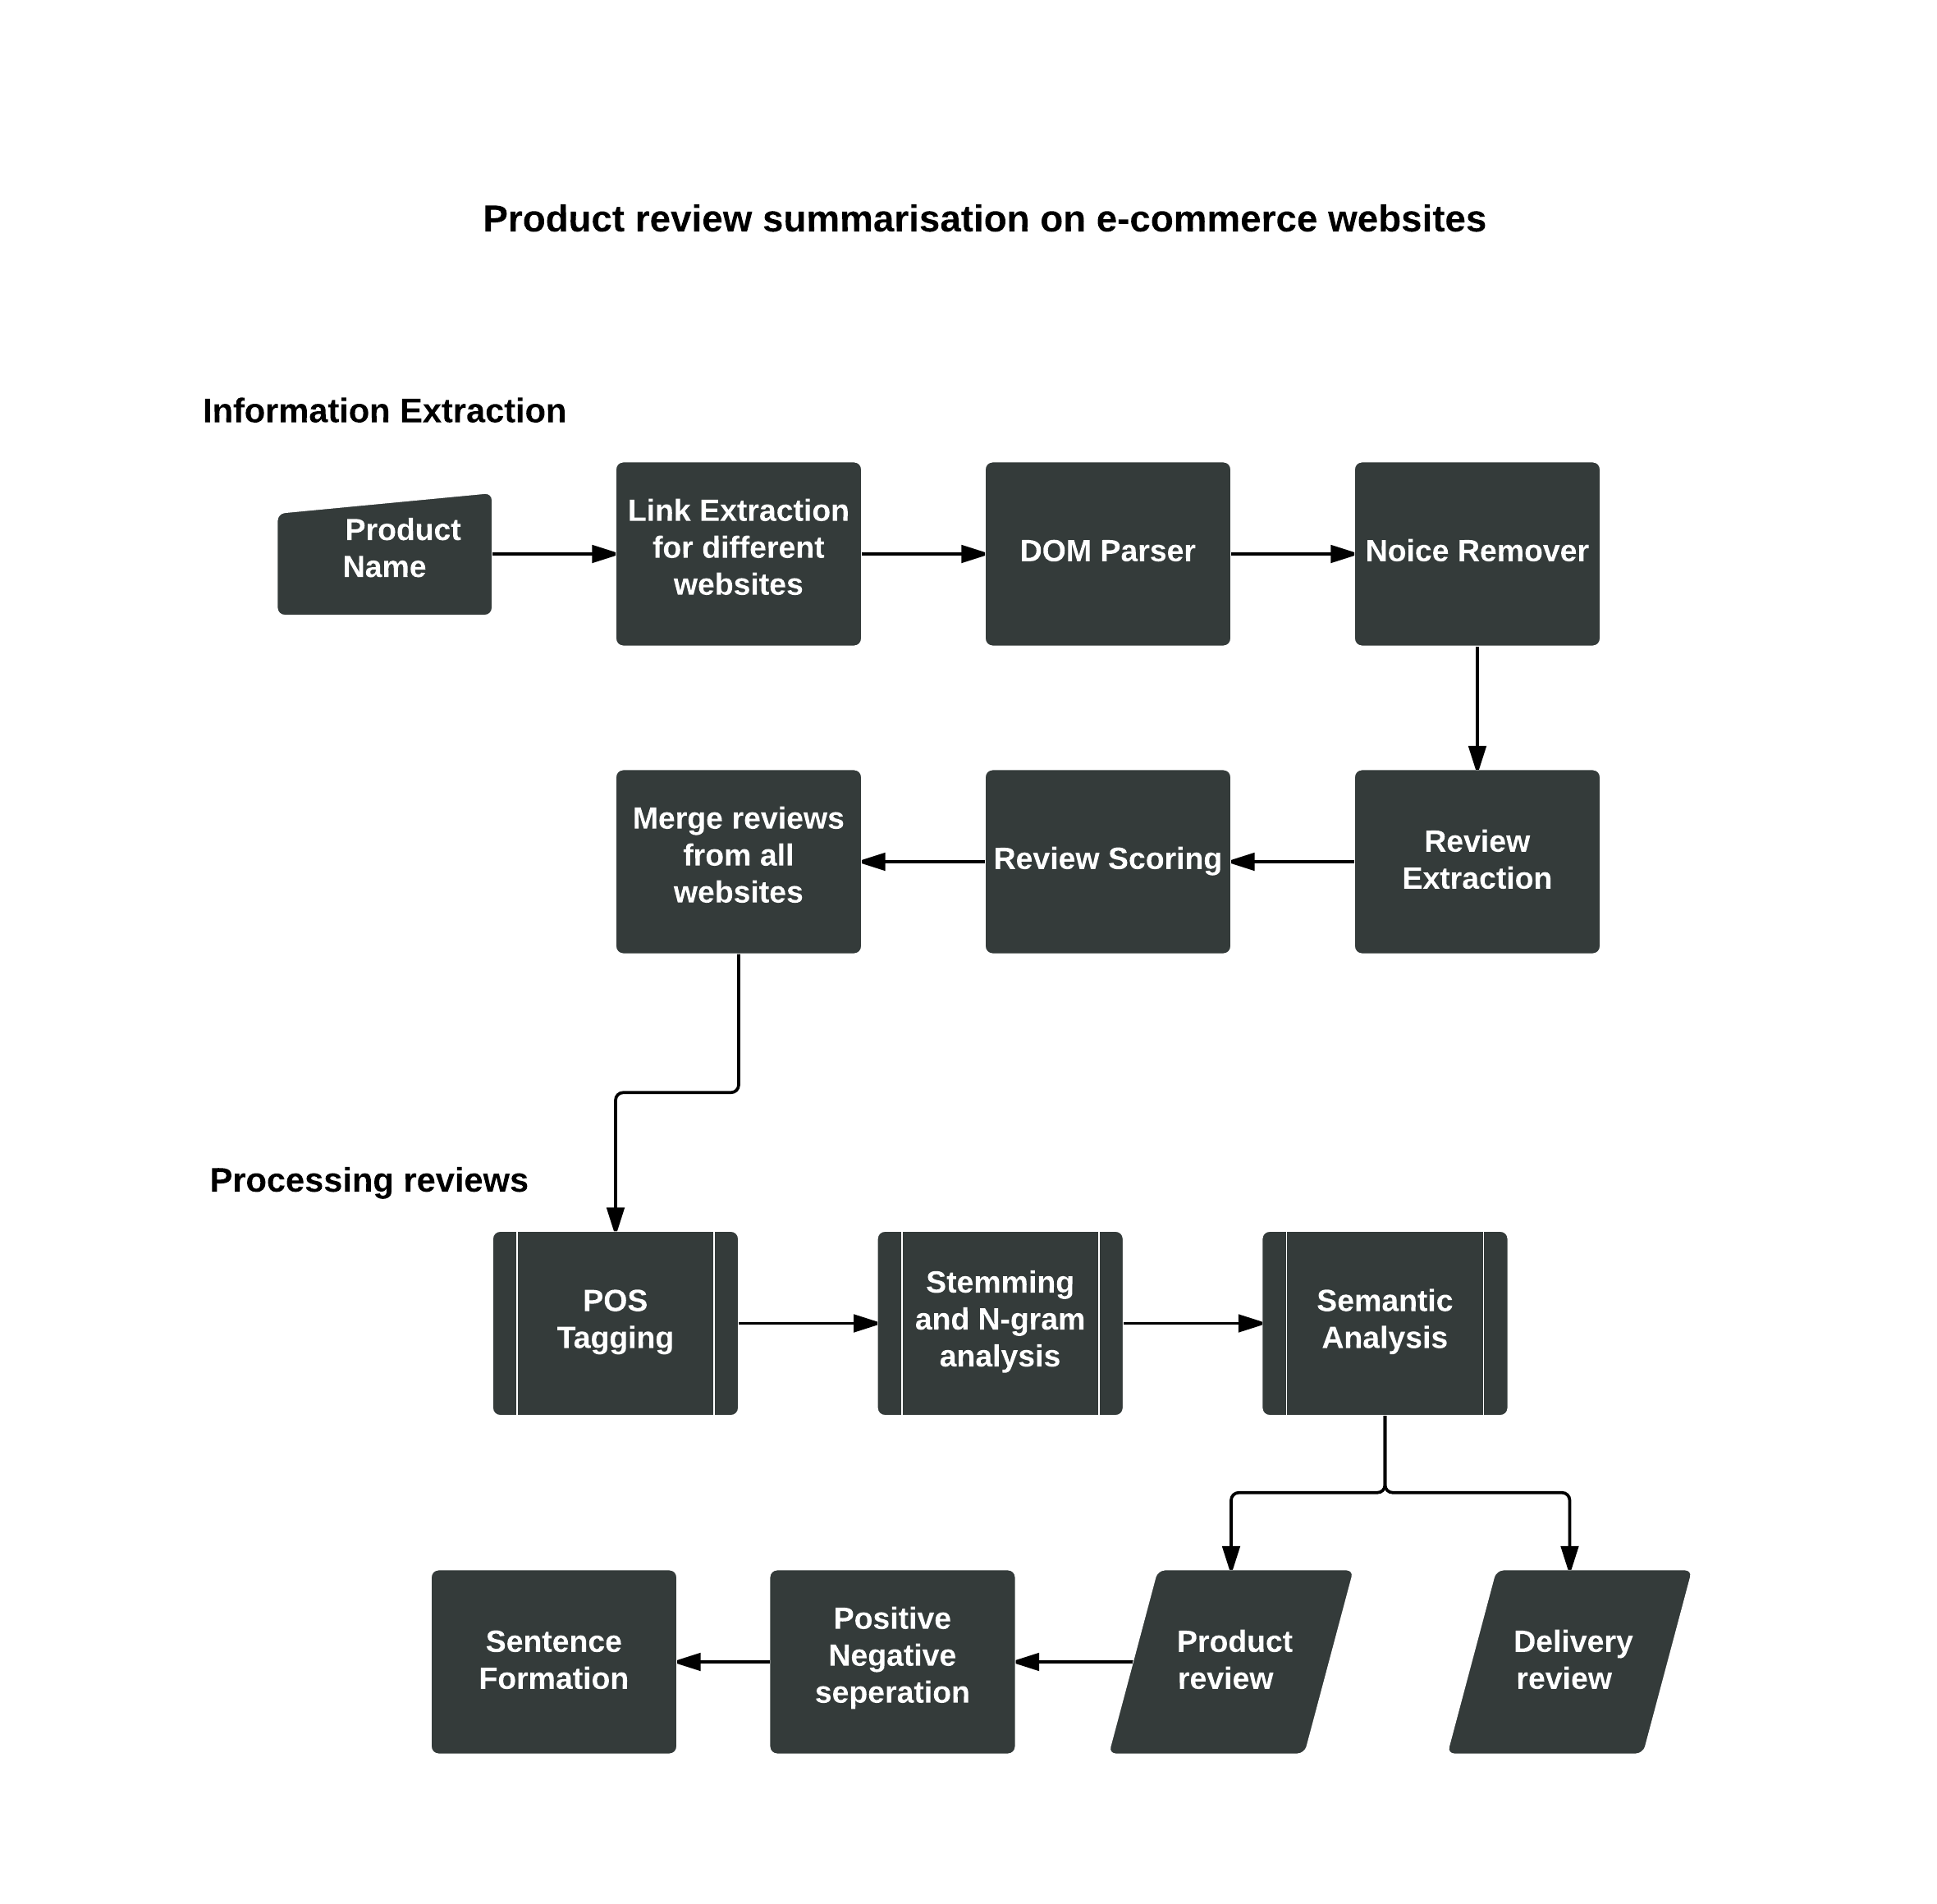 Product review summarisation on e-commerce websites
Information Extraction
Product
Name
Link Extraction
for different
websites
DOM Parser
Noice Remover
Review
Extraction
Review Scoring
Merge reviews
from all
websites
Processing reviews
POS
Tagging
Stemming
and N-gram
analysis
Semantic
Analysis
Product
review
Delivery
review
Positive
Negative
seperation
Sentence
Formation